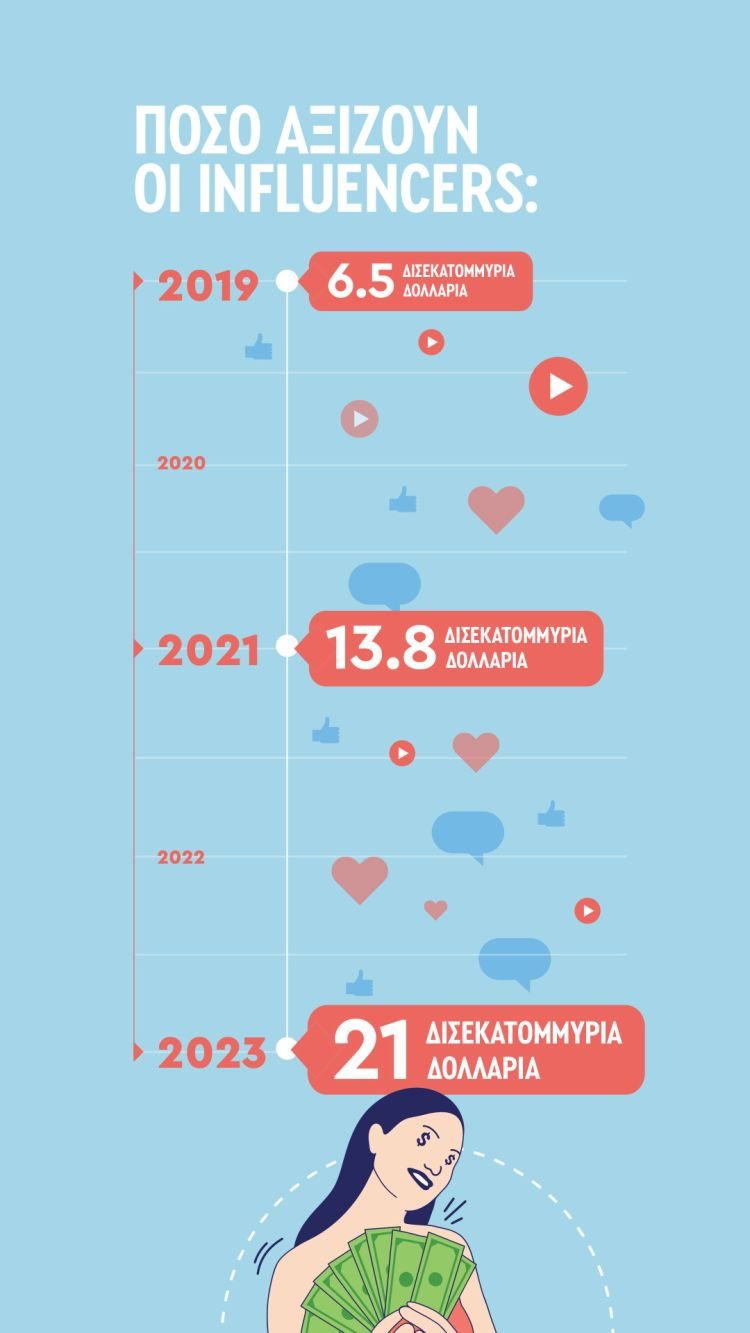 ΠΟΣΟ ΑΞΙΖΟΥΝ
ΟΙ INFLUENCERS:
2019
6.5 ΔΙΣΕΚΑΤΟΜΜΥΡΙΑ
ΔΟΛΛΑΡΙΑ
2020
2021
13.8 ΔΙΣΕΚΑΤΟΜΜΥΡΙΑ
ΔΟΛΛΑΡΙΑ
2022
2023
21 ΔΙΣΕΚΑΤΟΜΜΥΡΙΑ
ΔΟΛΛΑΡΙΑ
$
$